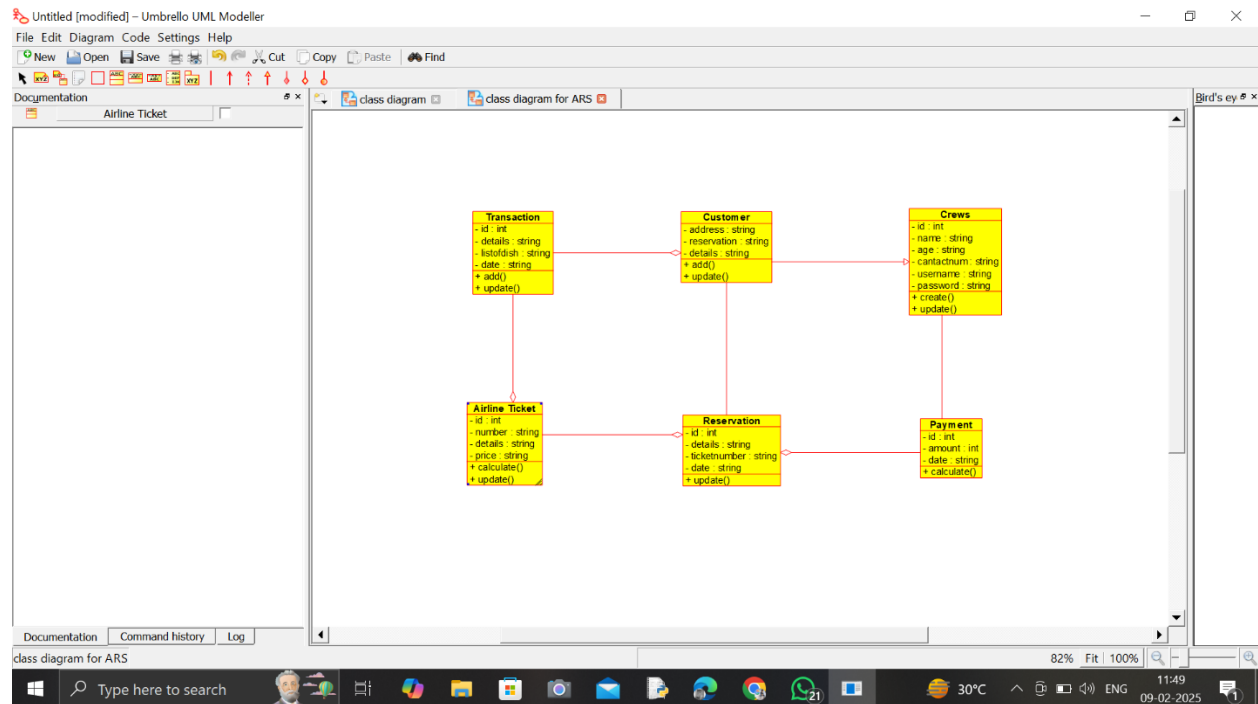 Untitled [modified] – Umbrello UML Modeller
File Edit Diagram Code Settings Help
New Open Save Cut Copy Paste Find
Documentation
Airline Ticket
class diagram
class diagram for ARS
Bird's ey
Transaction
- id : int
- details : string
- listofdish : string
- date : string
+ add()
+ update()
Customer
- address : string
- reservation : string
- details : string
+ add()
+ update()
Crews
- id : int
- name : string
- age : string
- cantactnum : string
- username : string
- password : string
+ create()
+ update()
Airline Ticket
- id : int
- number : string
- details : string
- price : string
+ calculate()
+ update()
Reservation
- id : int
- details : string
- ticketnumber : string
- date : string
+ update()
Payment
- id : int
- amount : int
- date : string
+ calculate()
Documentation Command history Log
class diagram for ARS
82% Fit 100%
Type here to search
21
30°C
ENG
11:49
09-02-2025
1